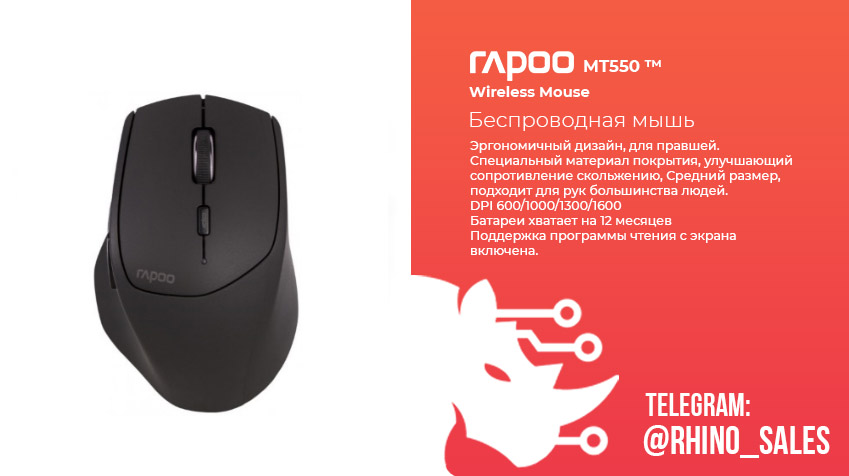 rapoo
rapoo MT550 ™
Wireless Mouse
Беспроводная мышь
Эргономичный дизайн, для правшей.
Специальный материал покрытия, улучшающий
сопротивление скольжению, Средний размер,
подходит для рук большинства людей.
DPI 600/1000/1300/1600
Батареи хватает на 12 месяцев
Поддержка программы чтения с экрана
включена.
TELEGRAM:
@RHINO_SALES